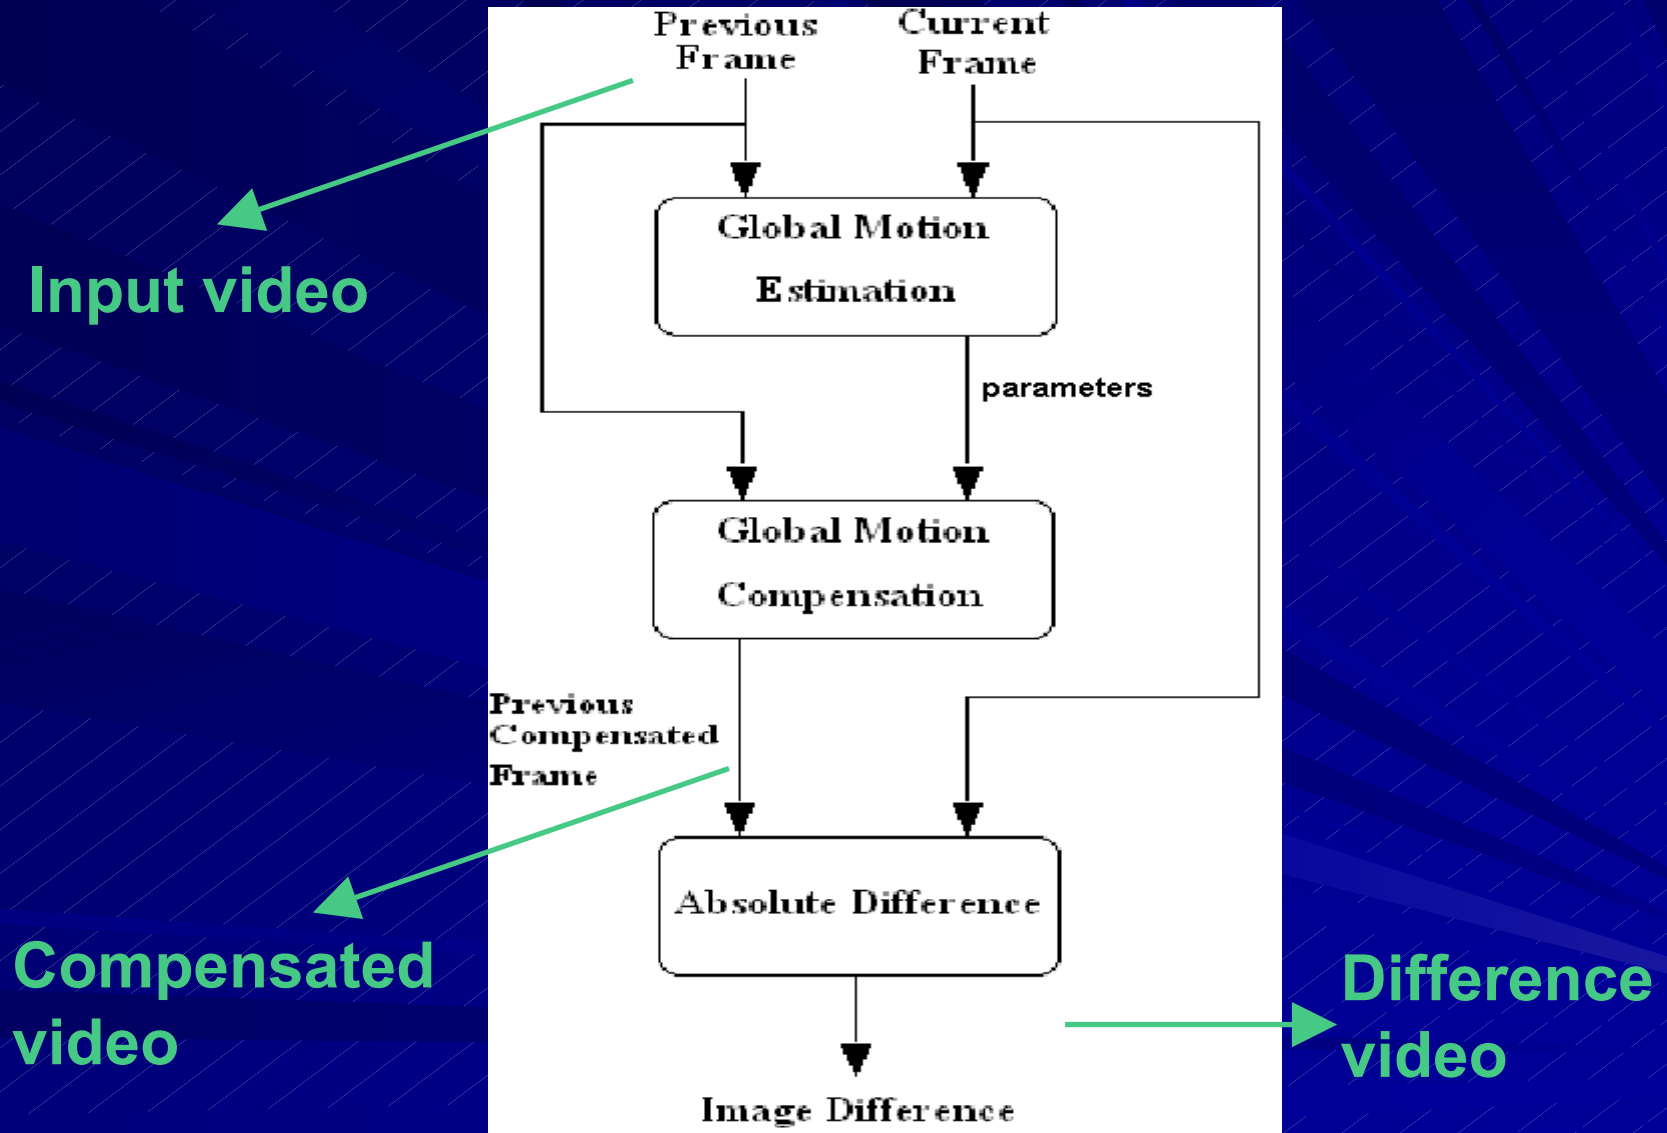 Previous
Frame
Current
Frame
Input video
Global Motion
Estimation
parameters
Global Motion
Compensation
Previous
Compensated
Frame
Absolute Difference
Compensated
video
Difference
video
Image Difference